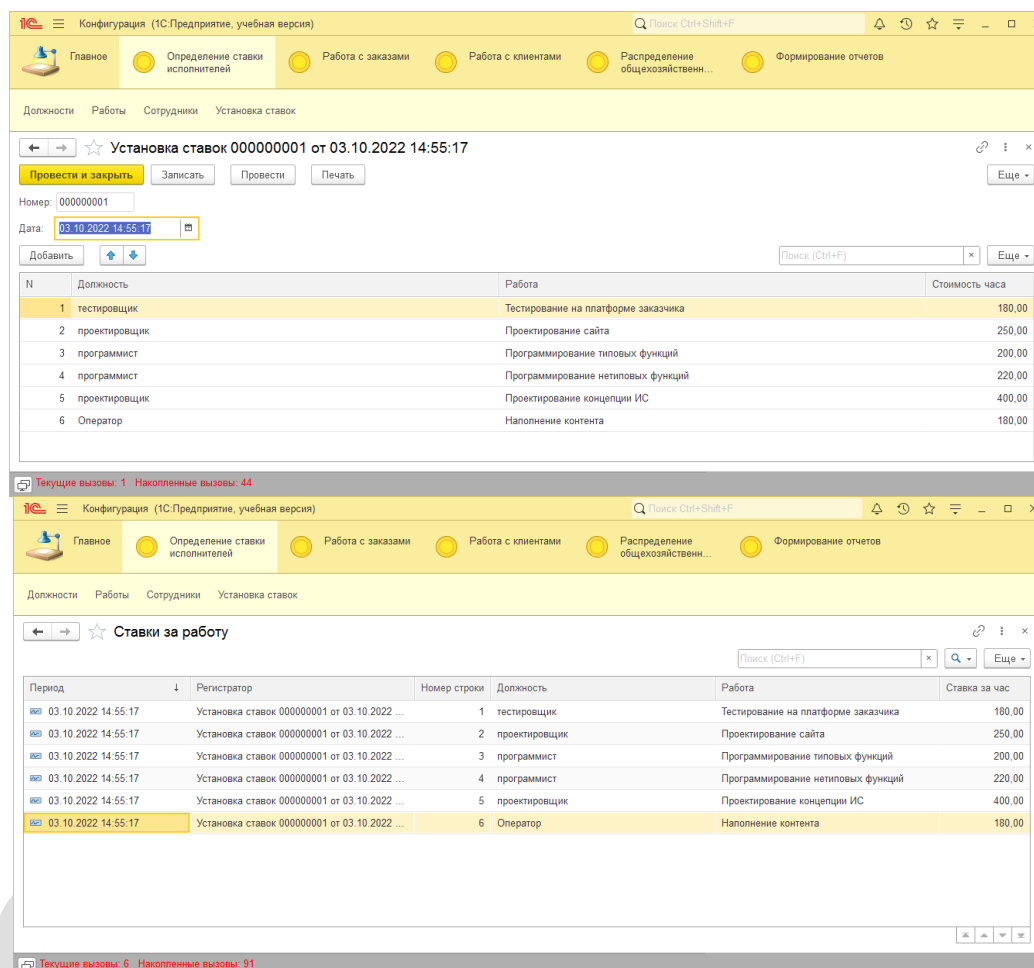 1С Конфигурация (1С:Предприятие, учебная версия) Поиск Ctrl+Shift+F
Главное Определение ставки исполнителей Работа с заказами Работа с клиентами Распределение общехозяйственн... Формирование отчетов
Должности Работы Сотрудники Установка ставок
Установка ставок 000000001 от 03.10.2022 14:55:17
Провести и закрыть Записать Провести Печать Еще
Номер: 000000001
Дата: 03.10.2022 14:55:17
Добавить Поиск (Ctrl+F) × Еще
N Должность Работа Стоимость часа
1 тестировщик Тестирование на платформе заказчика 180,00
2 проектировщик Проектирование сайта 250,00
3 программист Программирование типовых функций 200,00
4 программист Программирование нетиповых функций 220,00
5 проектировщик Проектирование концепции ИС 400,00
6 Оператор Наполнение контента 180,00
Текущие вызовы: 1 Накопленные вызовы: 44
1С Конфигурация (1С:Предприятие, учебная версия) Поиск Ctrl+Shift+F
Главное Определение ставки исполнителей Работа с заказами Работа с клиентами Распределение общехозяйственн... Формирование отчетов
Должности Работы Сотрудники Установка ставок
Ставки за работу
Поиск (Ctrl+F) × Еще
Период Регистратор Номер строки Должность Работа Ставка за час
03.10.2022 14:55:17 Установка ставок 000000001 от 03.10.2022 ... 1 тестировщик Тестирование на платформе заказчика 180,00
03.10.2022 14:55:17 Установка ставок 000000001 от 03.10.2022 ... 2 проектировщик Проектирование сайта 250,00
03.10.2022 14:55:17 Установка ставок 000000001 от 03.10.2022 ... 3 программист Программирование типовых функций 200,00
03.10.2022 14:55:17 Установка ставок 000000001 от 03.10.2022 ... 4 программист Программирование нетиповых функций 220,00
03.10.2022 14:55:17 Установка ставок 000000001 от 03.10.2022 ... 5 проектировщик Проектирование концепции ИС 400,00
03.10.2022 14:55:17 Установка ставок 000000001 от 03.10.2022 ... 6 Оператор Наполнение контента 180,00
Текущие вызовы: 6 Накопленные вызовы: 91